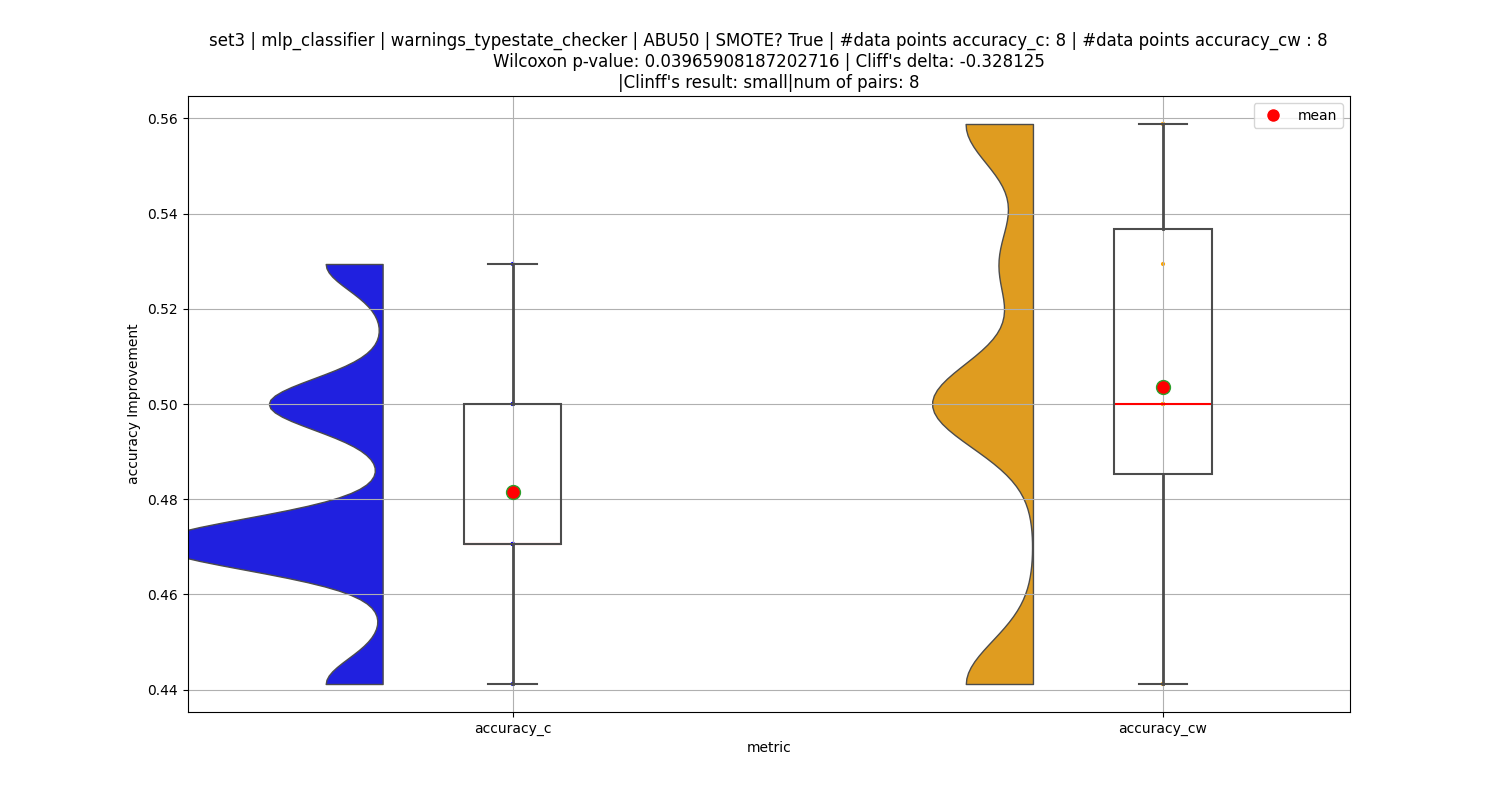 set3 | mlp_classifier | warnings_typestate_checker | ABU50 | SMOTE? True | #data points accuracy_c: 8 | #data points accuracy_cw : 8
Wilcoxon p-value: 0.03965908187202716 | Cliff's delta: -0.328125
|Clinff's result: small|num of pairs: 8
mean
0.56
0.54
0.52
0.50
0.48
0.46
0.44
accuracy Improvement
accuracy_c
accuracy_cw
metric